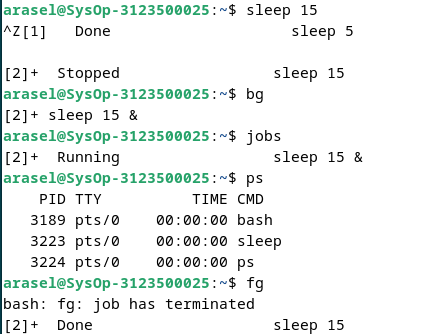 arasel@SysOp-3123500025:~$ sleep 15
^Z[1]   Done                    sleep 5

[2]+  Stopped                 sleep 15
arasel@SysOp-3123500025:~$ bg
[2]+ sleep 15 &
arasel@SysOp-3123500025:~$ jobs
[2]+  Running                 sleep 15 &
arasel@SysOp-3123500025:~$ ps
    PID TTY          TIME CMD
   3189 pts/0    00:00:00 bash
   3223 pts/0    00:00:00 sleep
   3224 pts/0    00:00:00 ps
arasel@SysOp-3123500025:~$ fg
bash: fg: job has terminated
[2]+  Done                    sleep 15